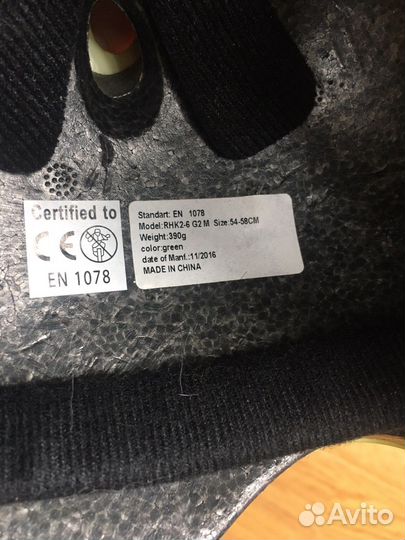 Certified to
CE
EN 1078
Standart: EN 1078
Model:RHK2-6 G2 M Size:54-58CM
Weight:390g
color:green
date of Manf.:11/2016
MADE IN CHINA
Avito